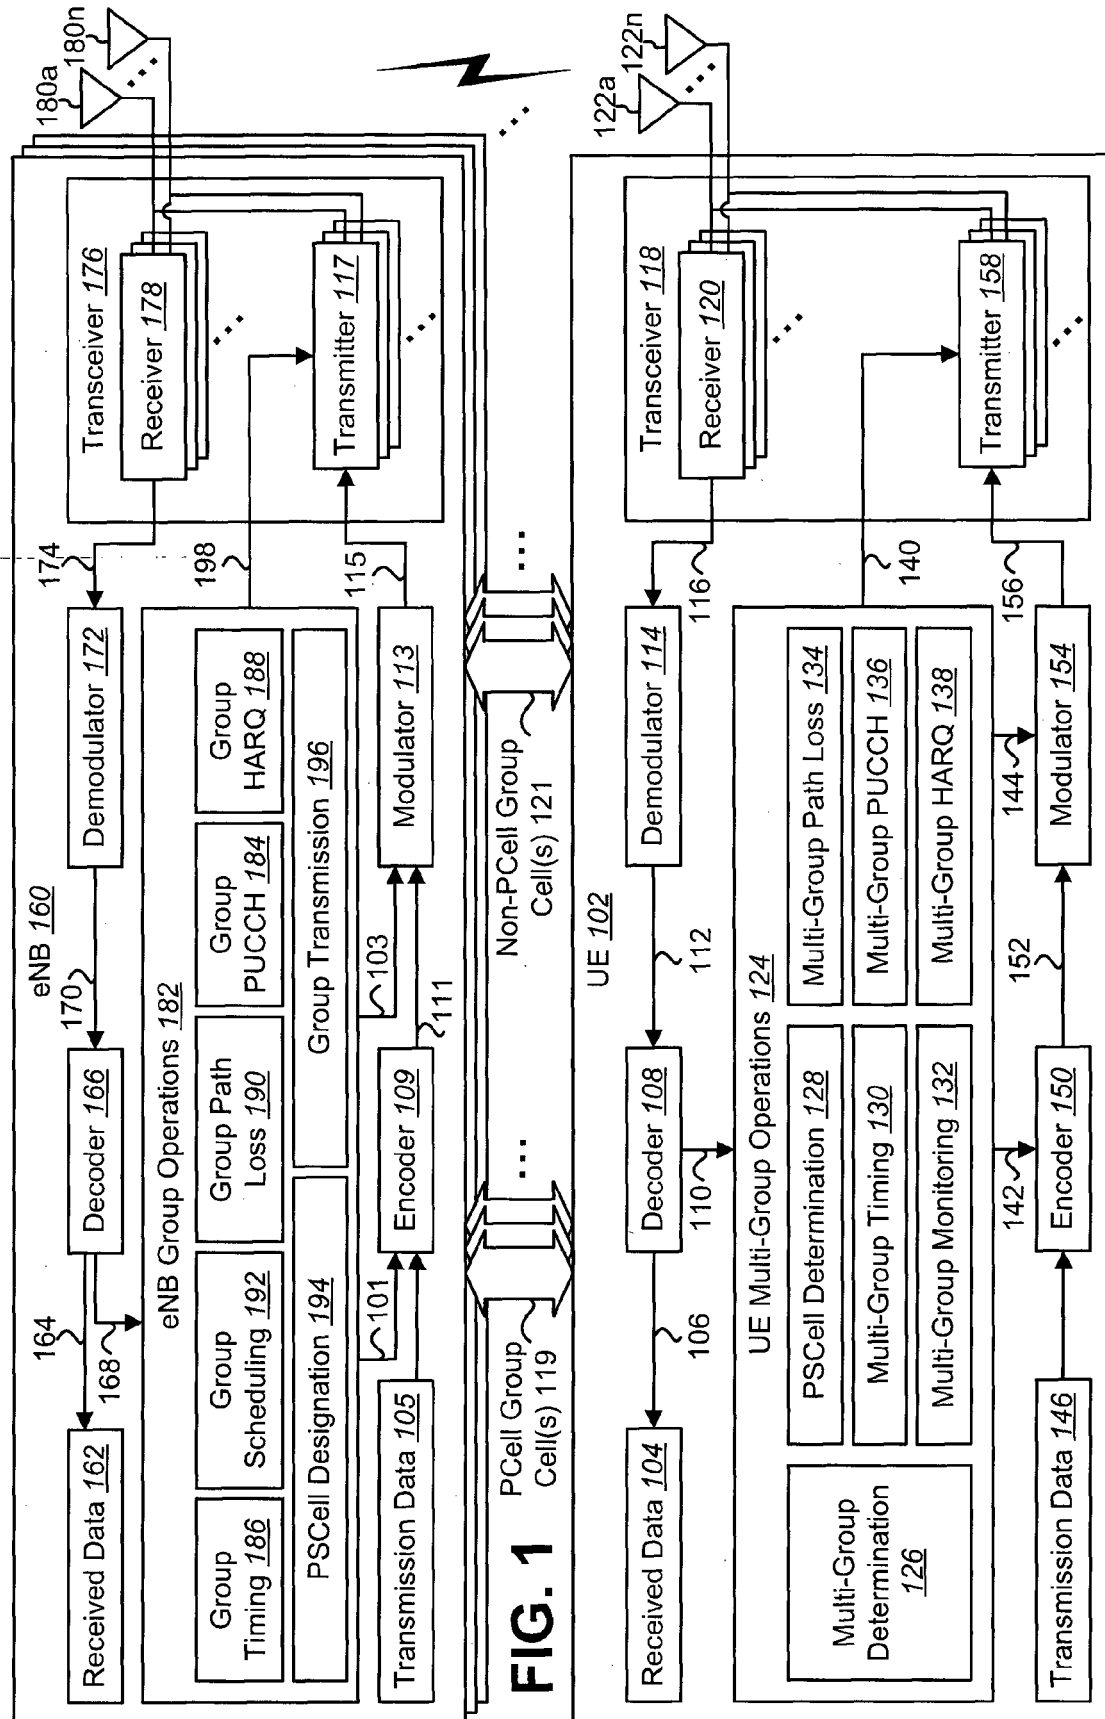 FIG. 1
eNB 160
180a
180n
Received Data 162
164
Decoder 166
170
Demodulator 172
174
Transceiver 176
Receiver 178
168
eNB Group Operations 182
Group
Timing 186
Group
Scheduling 192
Group Path
Loss 190
Group
PUCCH 184
Group
HARQ 188
198
PSCell Designation 194
Group Transmission 196
Transmitter 117
101
103
Transmission Data 105
Encoder 109
111
Modulator 113
115
PCell Group
Cell(s) 119
Non-PCell Group
Cell(s) 121
UE 102
122a
122n
Received Data 104
106
Decoder 108
112
Demodulator 114
116
Transceiver 118
Receiver 120
110
UE Multi-Group Operations 124
Multi-Group
Determination
126
PSCell Determination 128
Multi-Group Timing 130
Multi-Group Monitoring 132
Multi-Group Path Loss 134
Multi-Group PUCCH 136
Multi-Group HARQ 138
140
Transmitter 158
142
144
Transmission Data 146
Encoder 150
152
Modulator 154
156